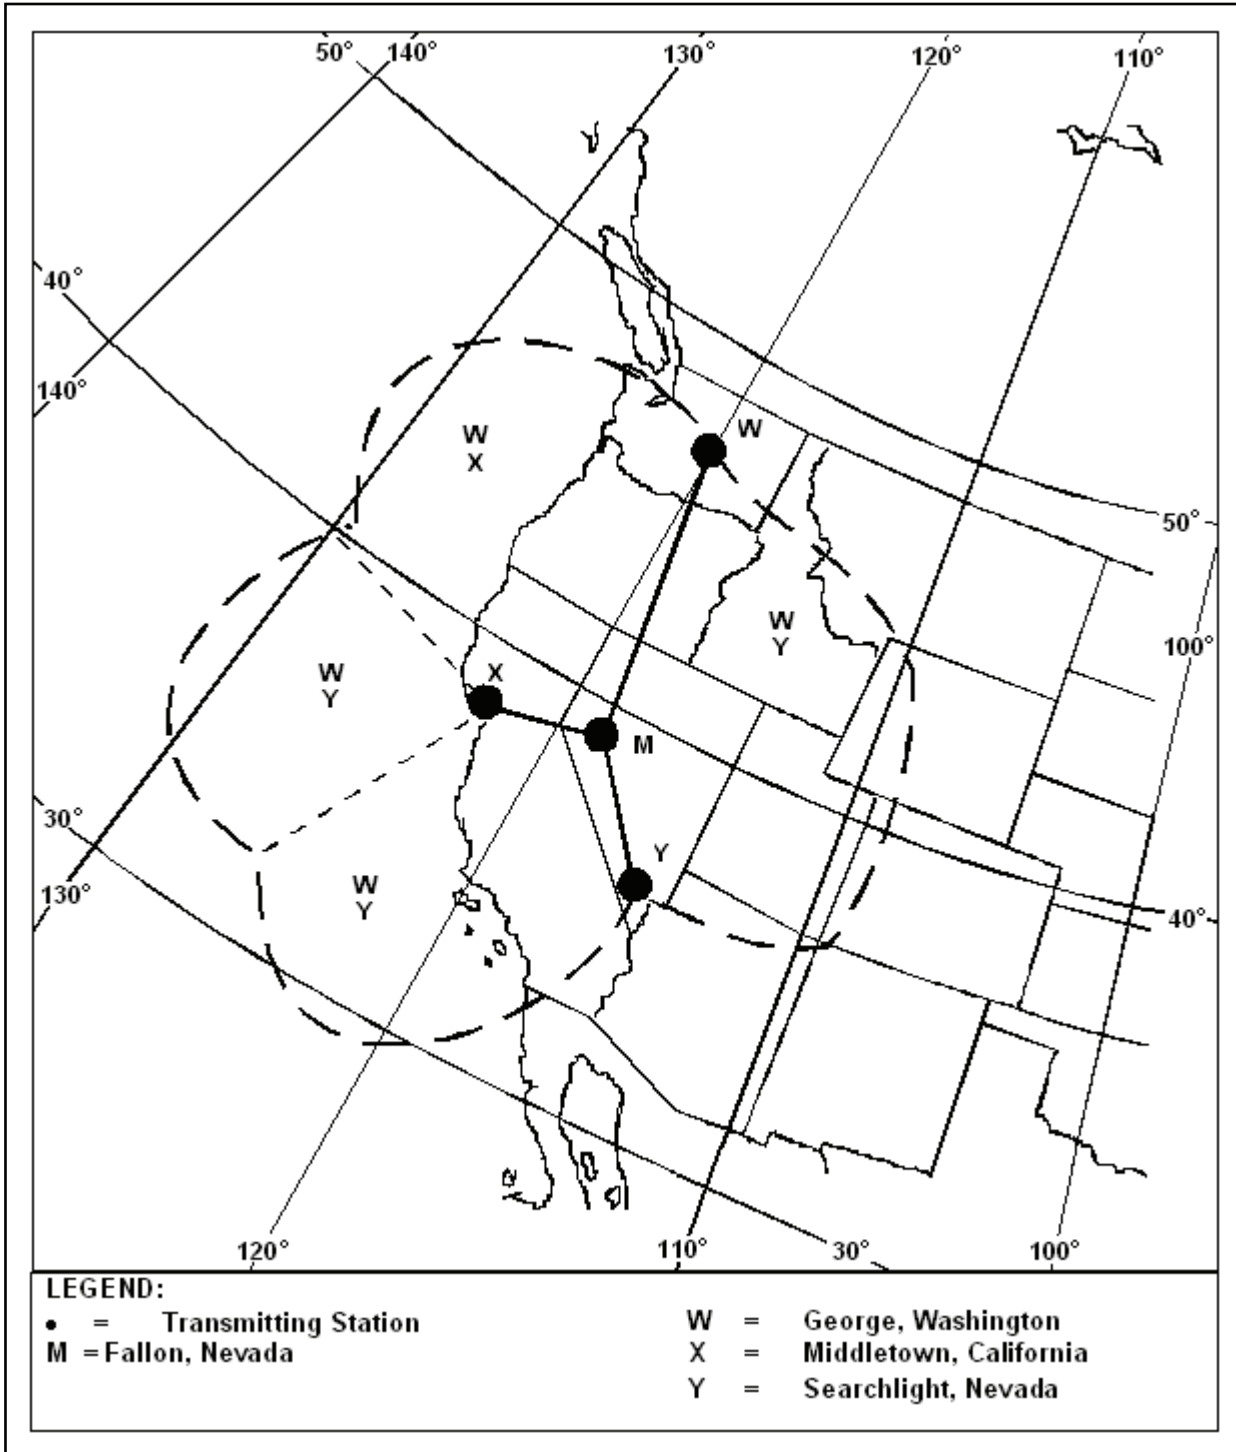 50° 140° 130° 120° 110°
40°
140°
W
W
X
50°
W
Y
100°
X
W
Y
M
30°
Y
W
Y
130°
40°
120° 110° 30° 100°
LEGEND:
• = Transmitting Station
M = Fallon, Nevada
W = George, Washington
X = Middletown, California
Y = Searchlight, Nevada